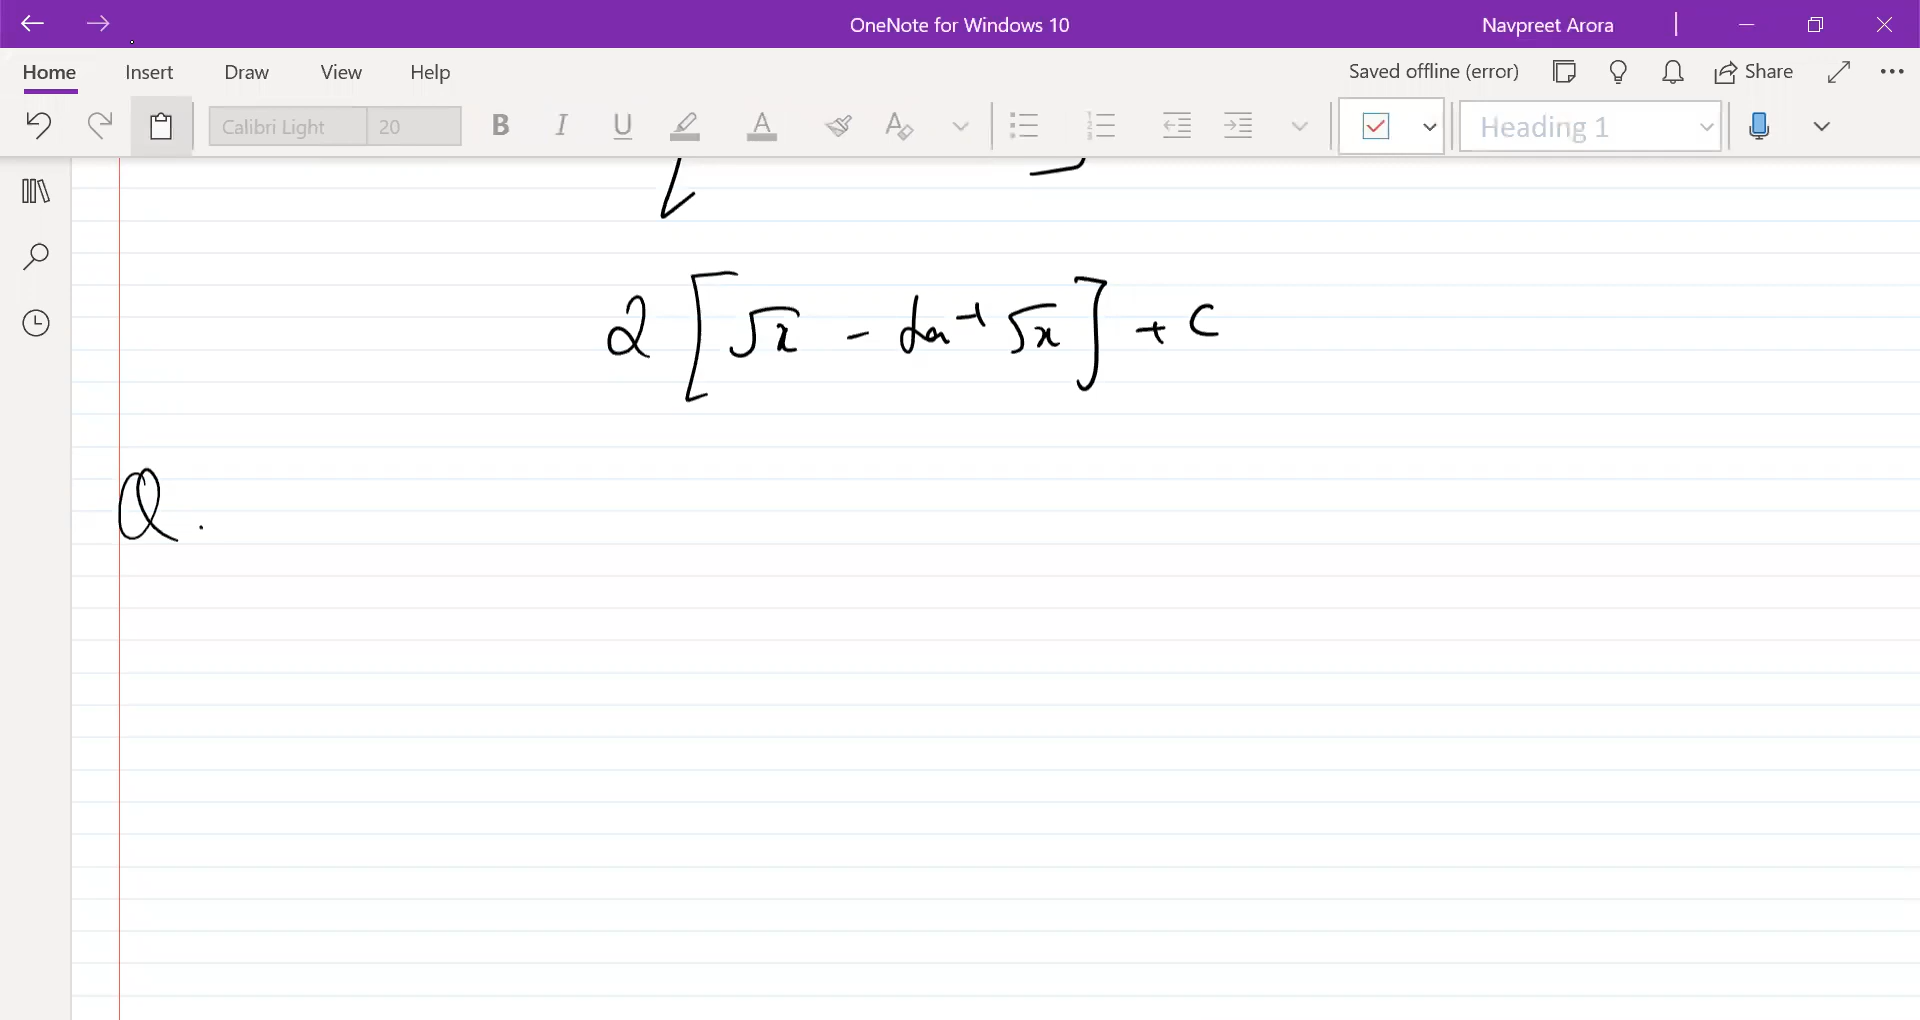 OneNote for Windows 10
Navpreet Arora
Home Insert Draw View Help
Saved offline (error) Share
Calibri Light 20 B I U A A Heading 1
2 [√x - tan⁻¹ √x] + c
Q.